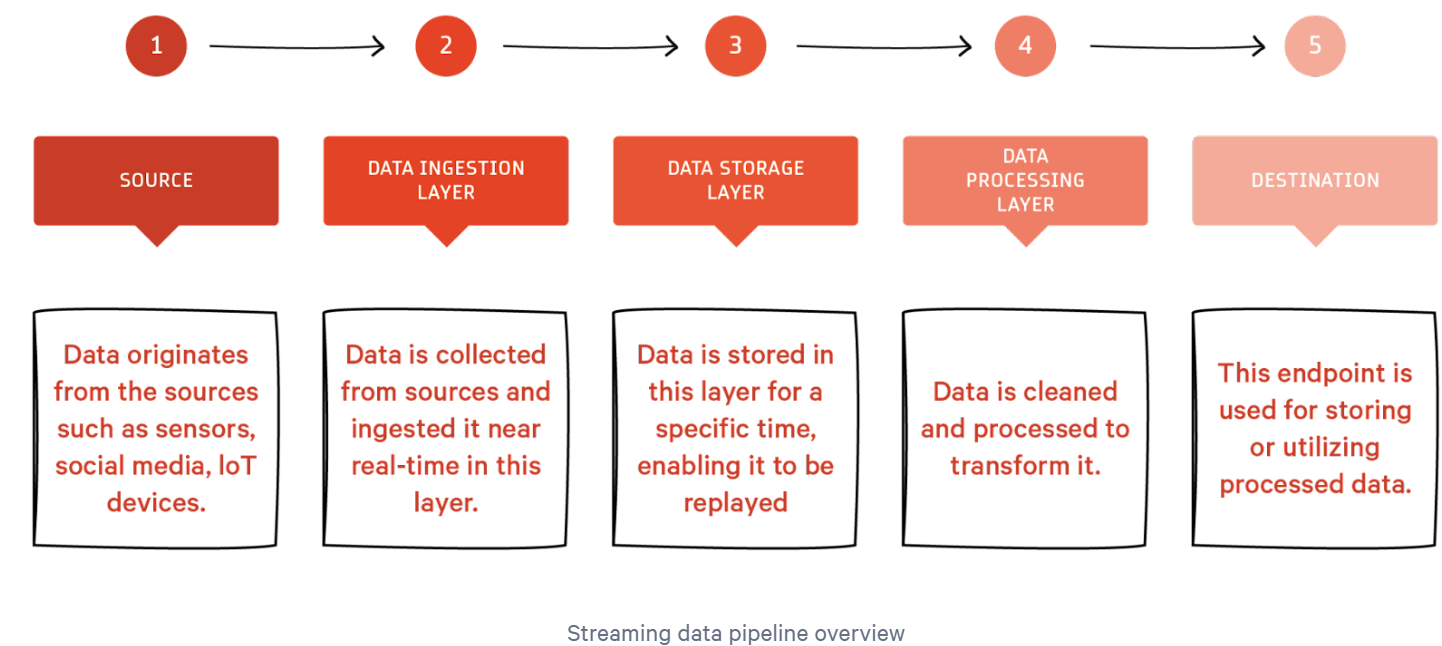 1
2
3
4
5
SOURCE
DATA INGESTION
LAYER
DATA STORAGE
LAYER
DATA
PROCESSING
LAYER
DESTINATION
Data originates
from the sources
such as sensors,
social media, IoT
devices.
Data is collected
from sources and
ingested it near
real-time in this
layer.
Data is stored in
this layer for a
specific time,
enabling it to be
replayed
Data is cleaned
and processed to
transform it.
This endpoint is
used for storing
or utilizing
processed data.
Streaming data pipeline overview